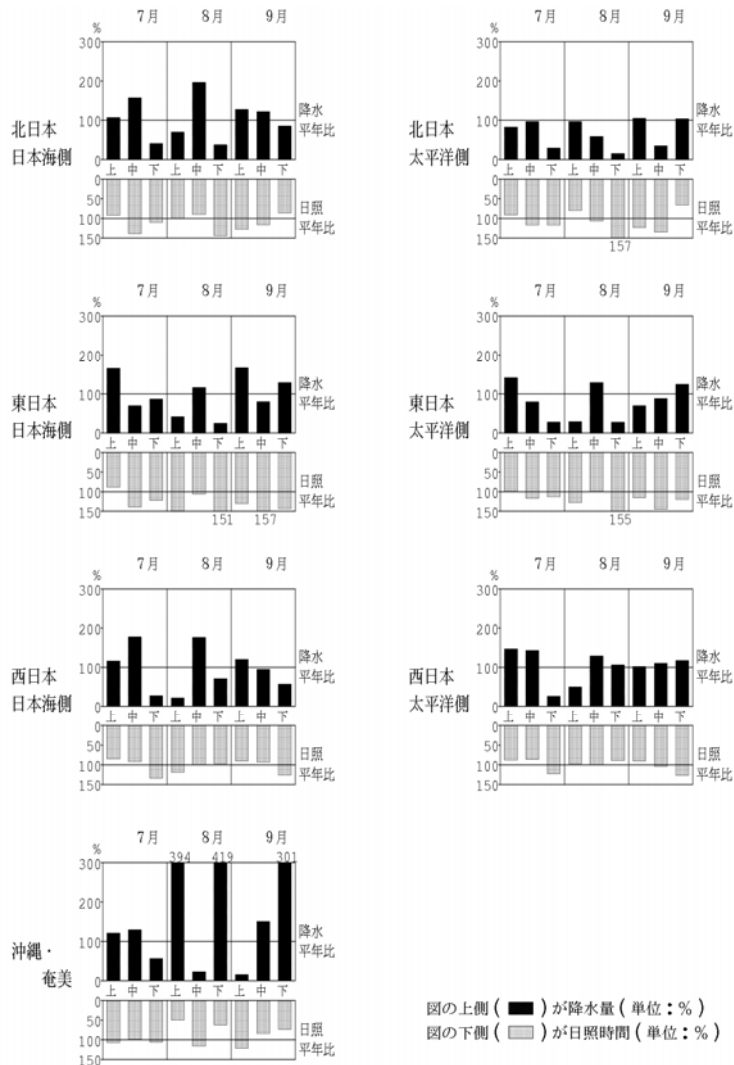 7月 8月 9月
%
300
200
100
0
降水
平年比
北日本
日本海側
上 中 下 上 中 下 上 中 下
0
50
100
150
日照
平年比
7月 8月 9月
%
300
200
100
0
降水
平年比
北日本
太平洋側
上 中 下 上 中 下 上 中 下
0
50
100
150
日照
平年比
157
7月 8月 9月
%
300
200
100
0
降水
平年比
東日本
日本海側
上 中 下 上 中 下 上 中 下
0
50
100
150
日照
平年比
151 157
7月 8月 9月
%
300
200
100
0
降水
平年比
東日本
太平洋側
上 中 下 上 中 下 上 中 下
0
50
100
150
日照
平年比
155
7月 8月 9月
%
300
200
100
0
降水
平年比
西日本
日本海側
上 中 下 上 中 下 上 中 下
0
50
100
150
日照
平年比
7月 8月 9月
%
300
200
100
0
降水
平年比
西日本
太平洋側
上 中 下 上 中 下 上 中 下
0
50
100
150
日照
平年比
7月 8月 9月
%
394 419 301
300
200
100
0
降水
平年比
沖縄・
奄美
上 中 下 上 中 下 上 中 下
0
50
100
150
日照
平年比
図の上側( )が降水量(単位:%)
図の下側( )が日照時間(単位:%)